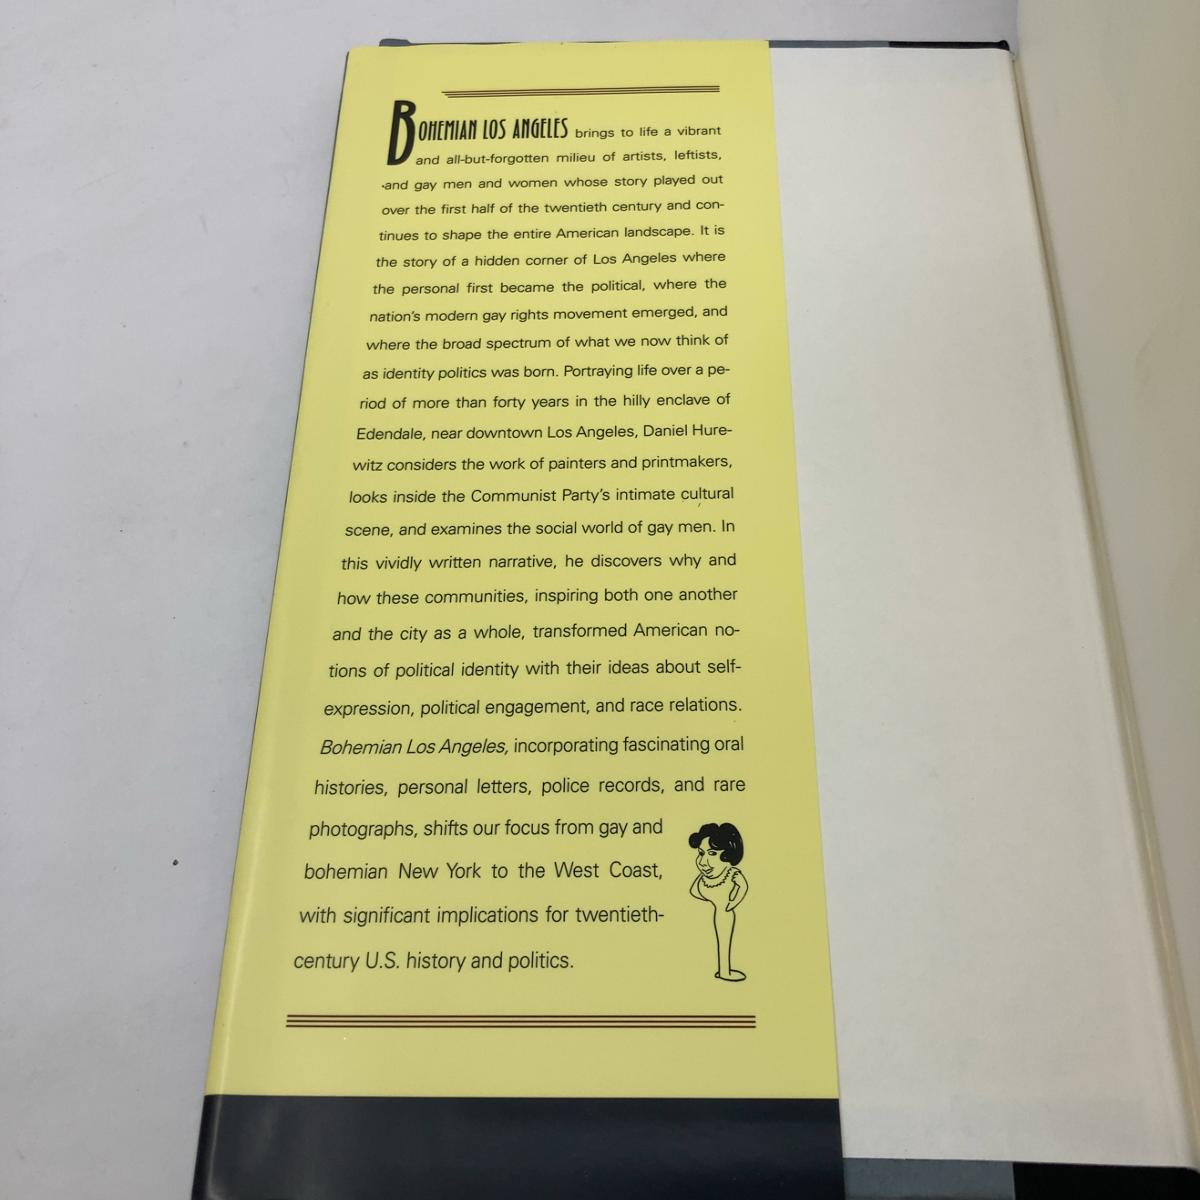 BOHEMIAN LOS ANGELES brings to life a vibrant
and all-but-forgotten milieu of artists, leftists,
and gay men and women whose story played out
over the first half of the twentieth century and con-
tinues to shape the entire American landscape. It is
the story of a hidden corner of Los Angeles where
the personal first became the political, where the
nation's modern gay rights movement emerged, and
where the broad spectrum of what we now think of
as identity politics was born. Portraying life over a pe-
riod of more than forty years in the hilly enclave of
Edendale, near downtown Los Angeles, Daniel Hure-
witz considers the work of painters and printmakers,
looks inside the Communist Party's intimate cultural
scene, and examines the social world of gay men. In
this vividly written narrative, he discovers why and
how these communities, inspiring both one another
and the city as a whole, transformed American no-
tions of political identity with their ideas about self-
expression, political engagement, and race relations.
Bohemian Los Angeles, incorporating fascinating oral
histories, personal letters, police records, and rare
photographs, shifts our focus from gay and
bohemian New York to the West Coast,
with significant implications for twentieth-
century U.S. history and politics.